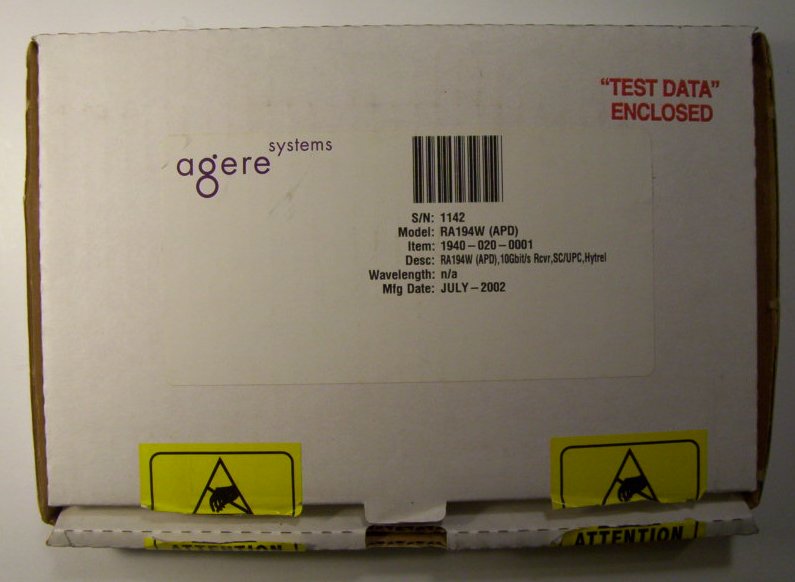 "TEST DATA"
ENCLOSED
agere systems
S/N: 1142
Model: RA194W (APD)
Item: 1940-020-0001
Desc: RA194W (APD),10Gbit/s Rcvr,SC/UPC,Hytrel
Wavelength: n/a
Mfg Date: JULY-2002
ATTENTION
ATTENTION